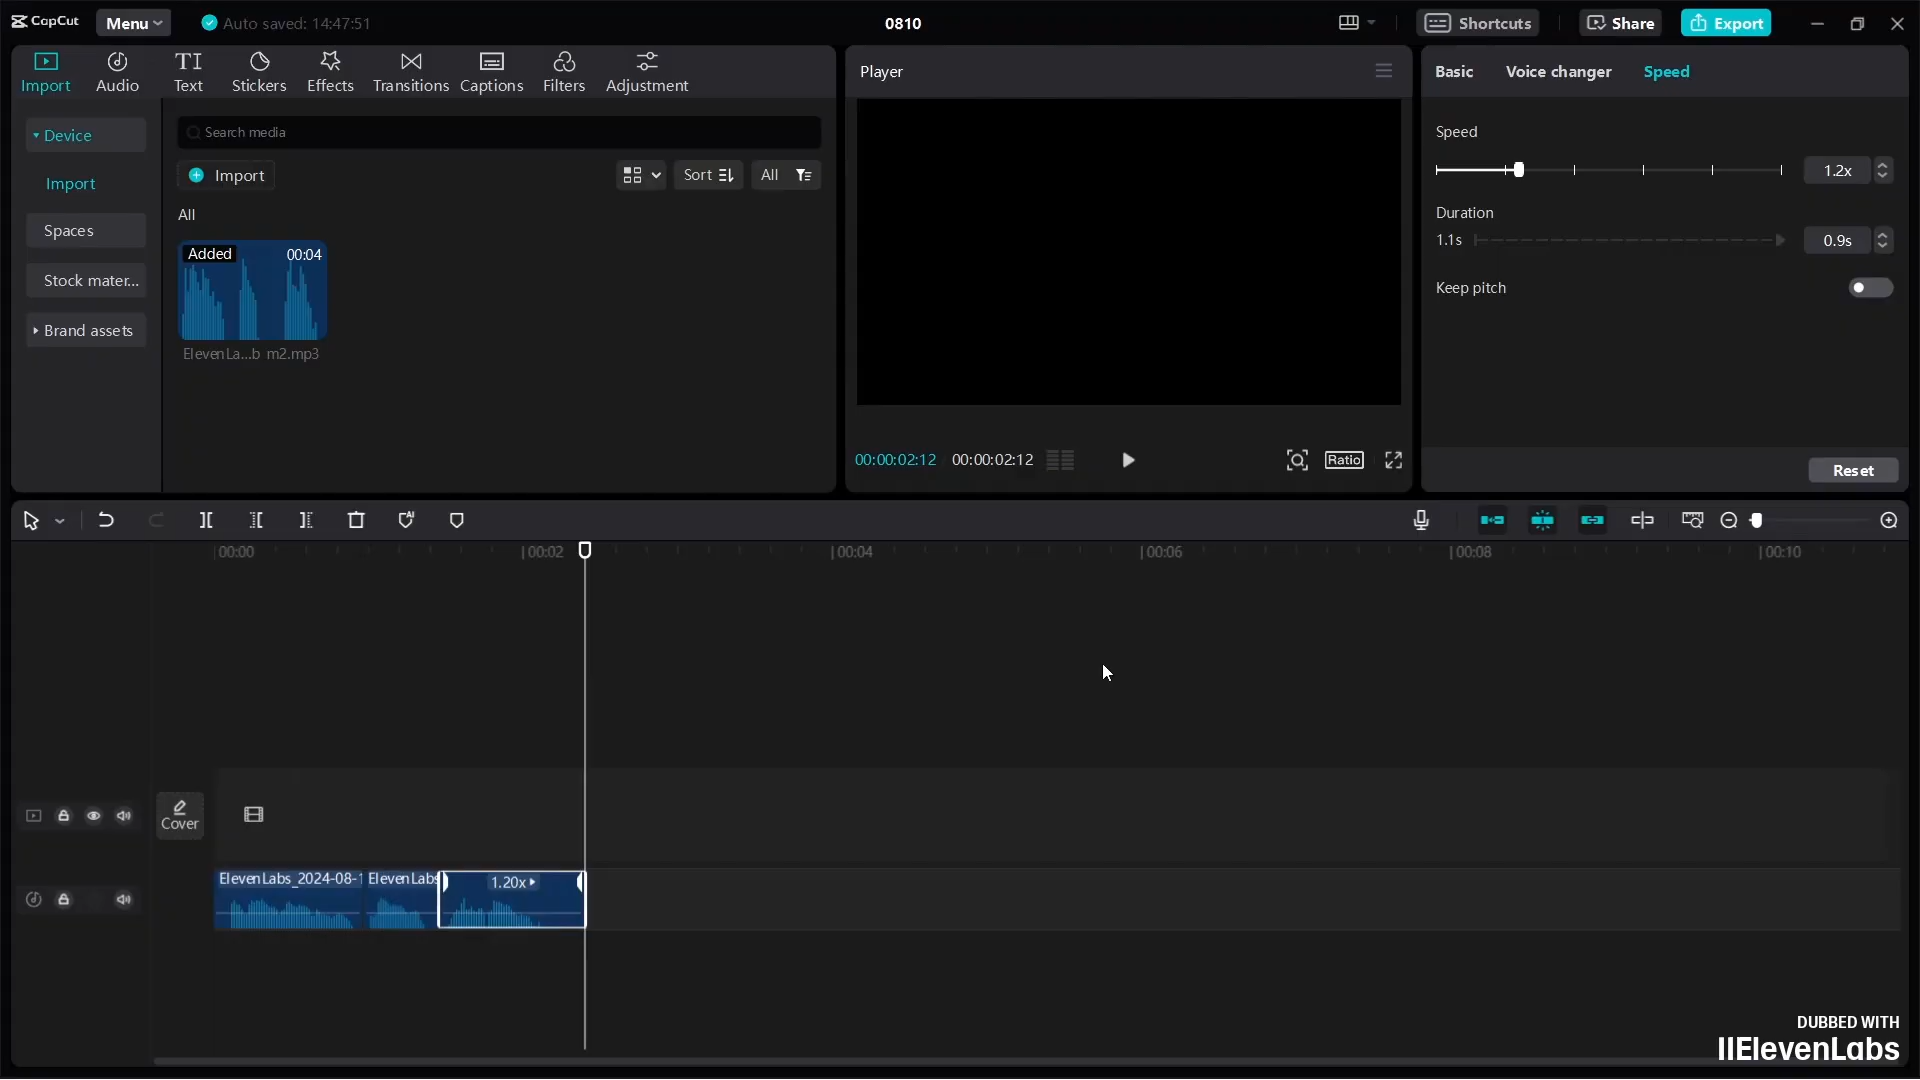 CapCut
Menu
Auto saved: 14:47:51
0810
Shortcuts
Share
Export
Import
Audio
TI
Text
Stickers
Effects
Transitions
Captions
Filters
Adjustment
Player
Basic
Voice changer
Speed
Device
Import
Spaces
Stock mater...
Brand assets
Search media
Import
Sort
All
All
Added
00:04
ElevenLa...b m2.mp3
Speed
1.2x
Duration
1.1s
0.9s
Keep pitch
Reset
00:00:02:12
00:00:02:12
Ratio
AI
00:00
00:02
00:04
00:06
00:08
00:10
Cover
ElevenLabs_2024-08-1
ElevenLabs
1.20x
DUBBED WITH
IIElevenLabs